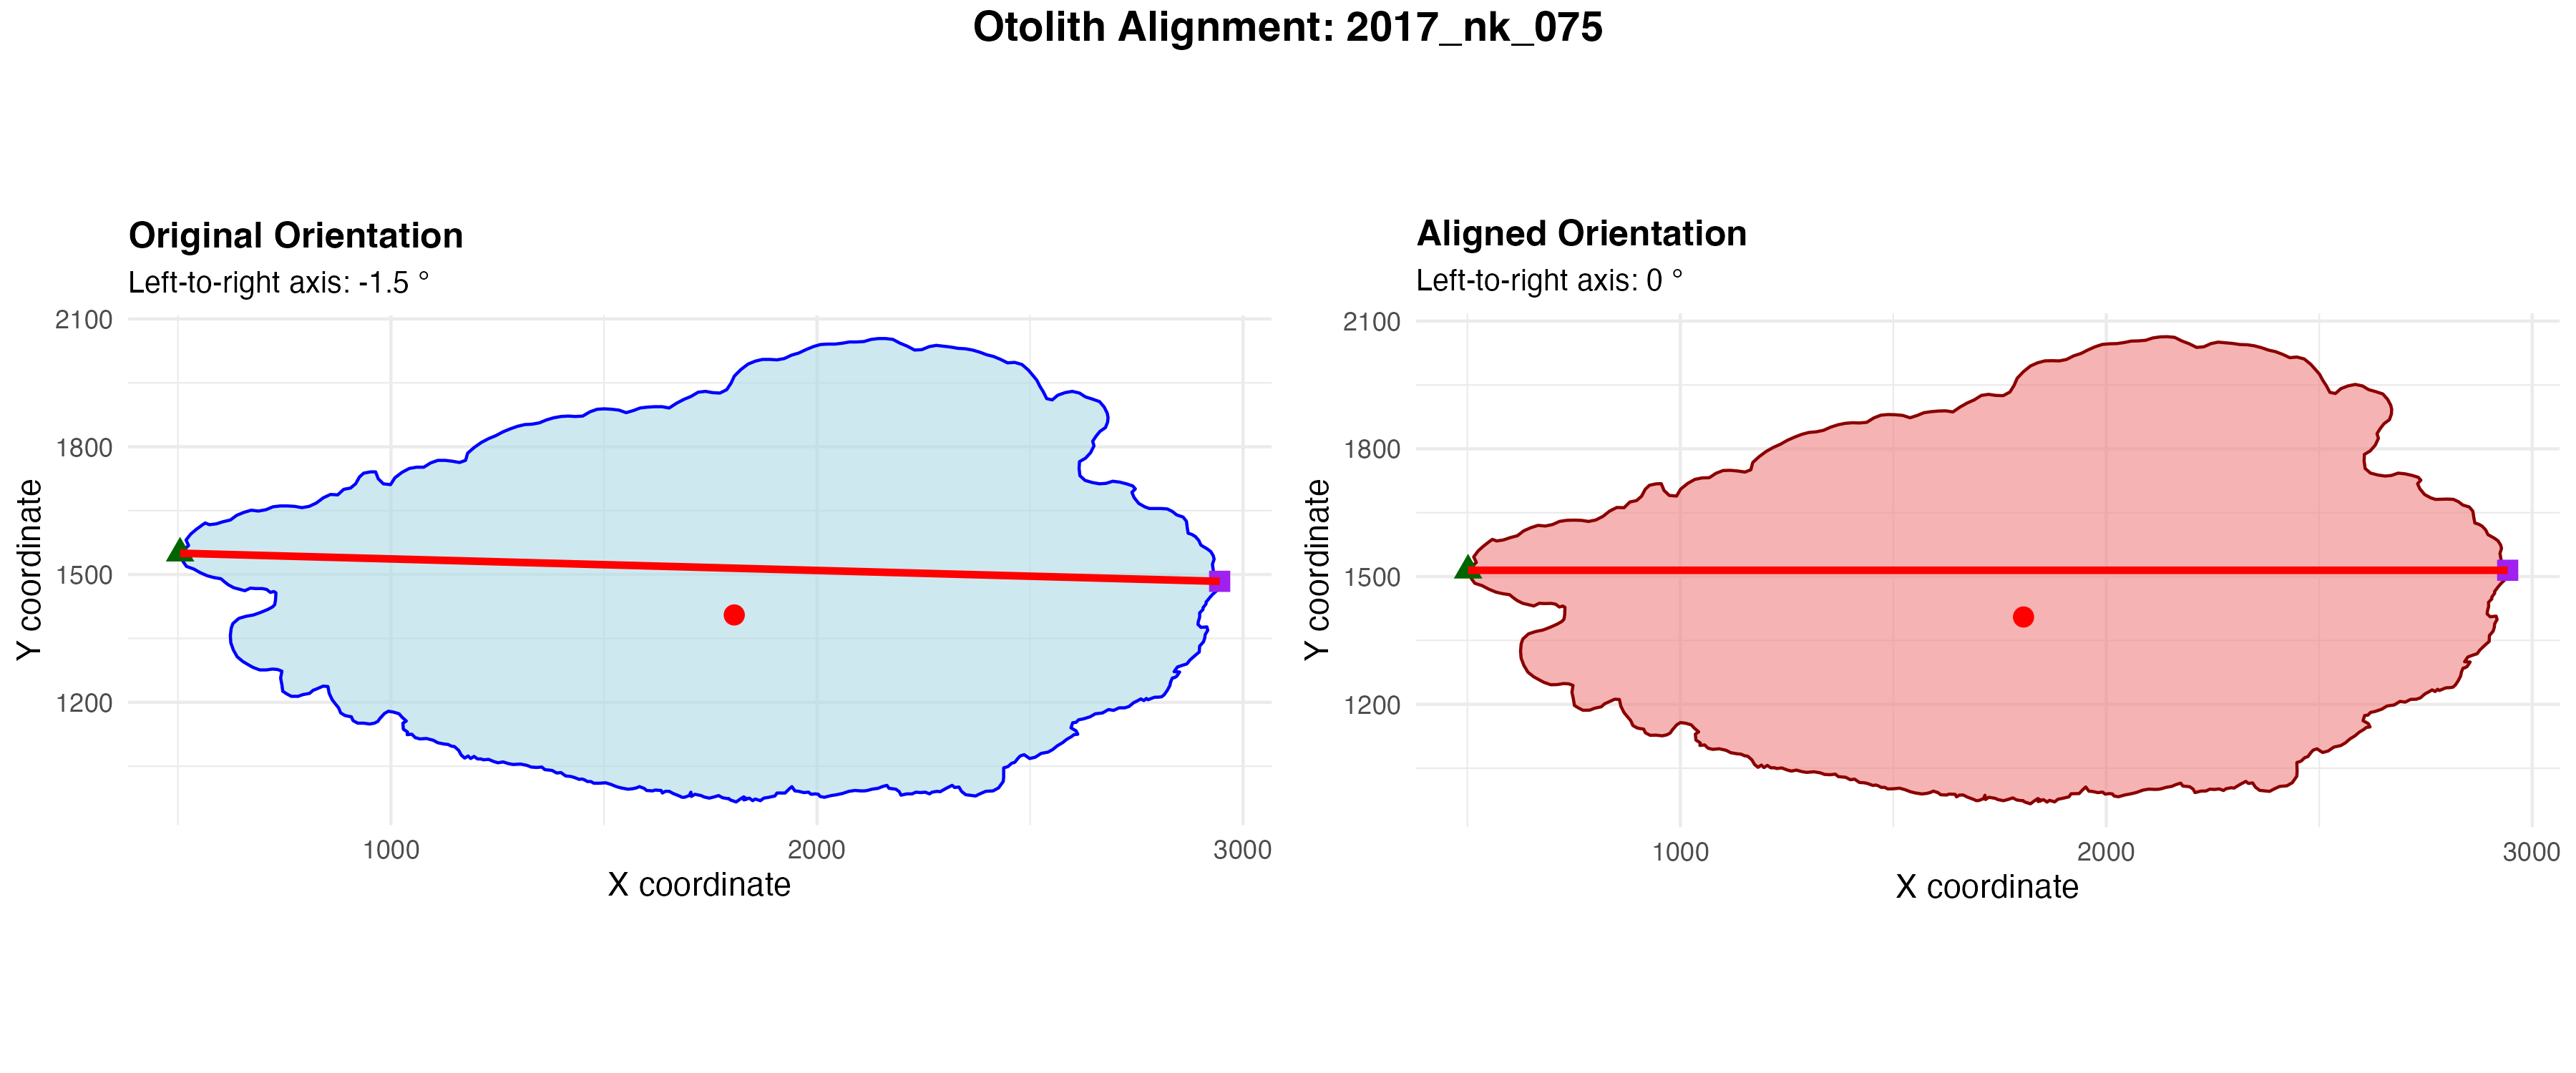 Otolith Alignment: 2017_nk_075
Original Orientation
Left-to-right axis: -1.5 °
2100
1800
1500
1200
Y coordinate
1000
2000
3000
X coordinate
Aligned Orientation
Left-to-right axis: 0 °
2100
1800
1500
1200
Y coordinate
1000
2000
3000
X coordinate